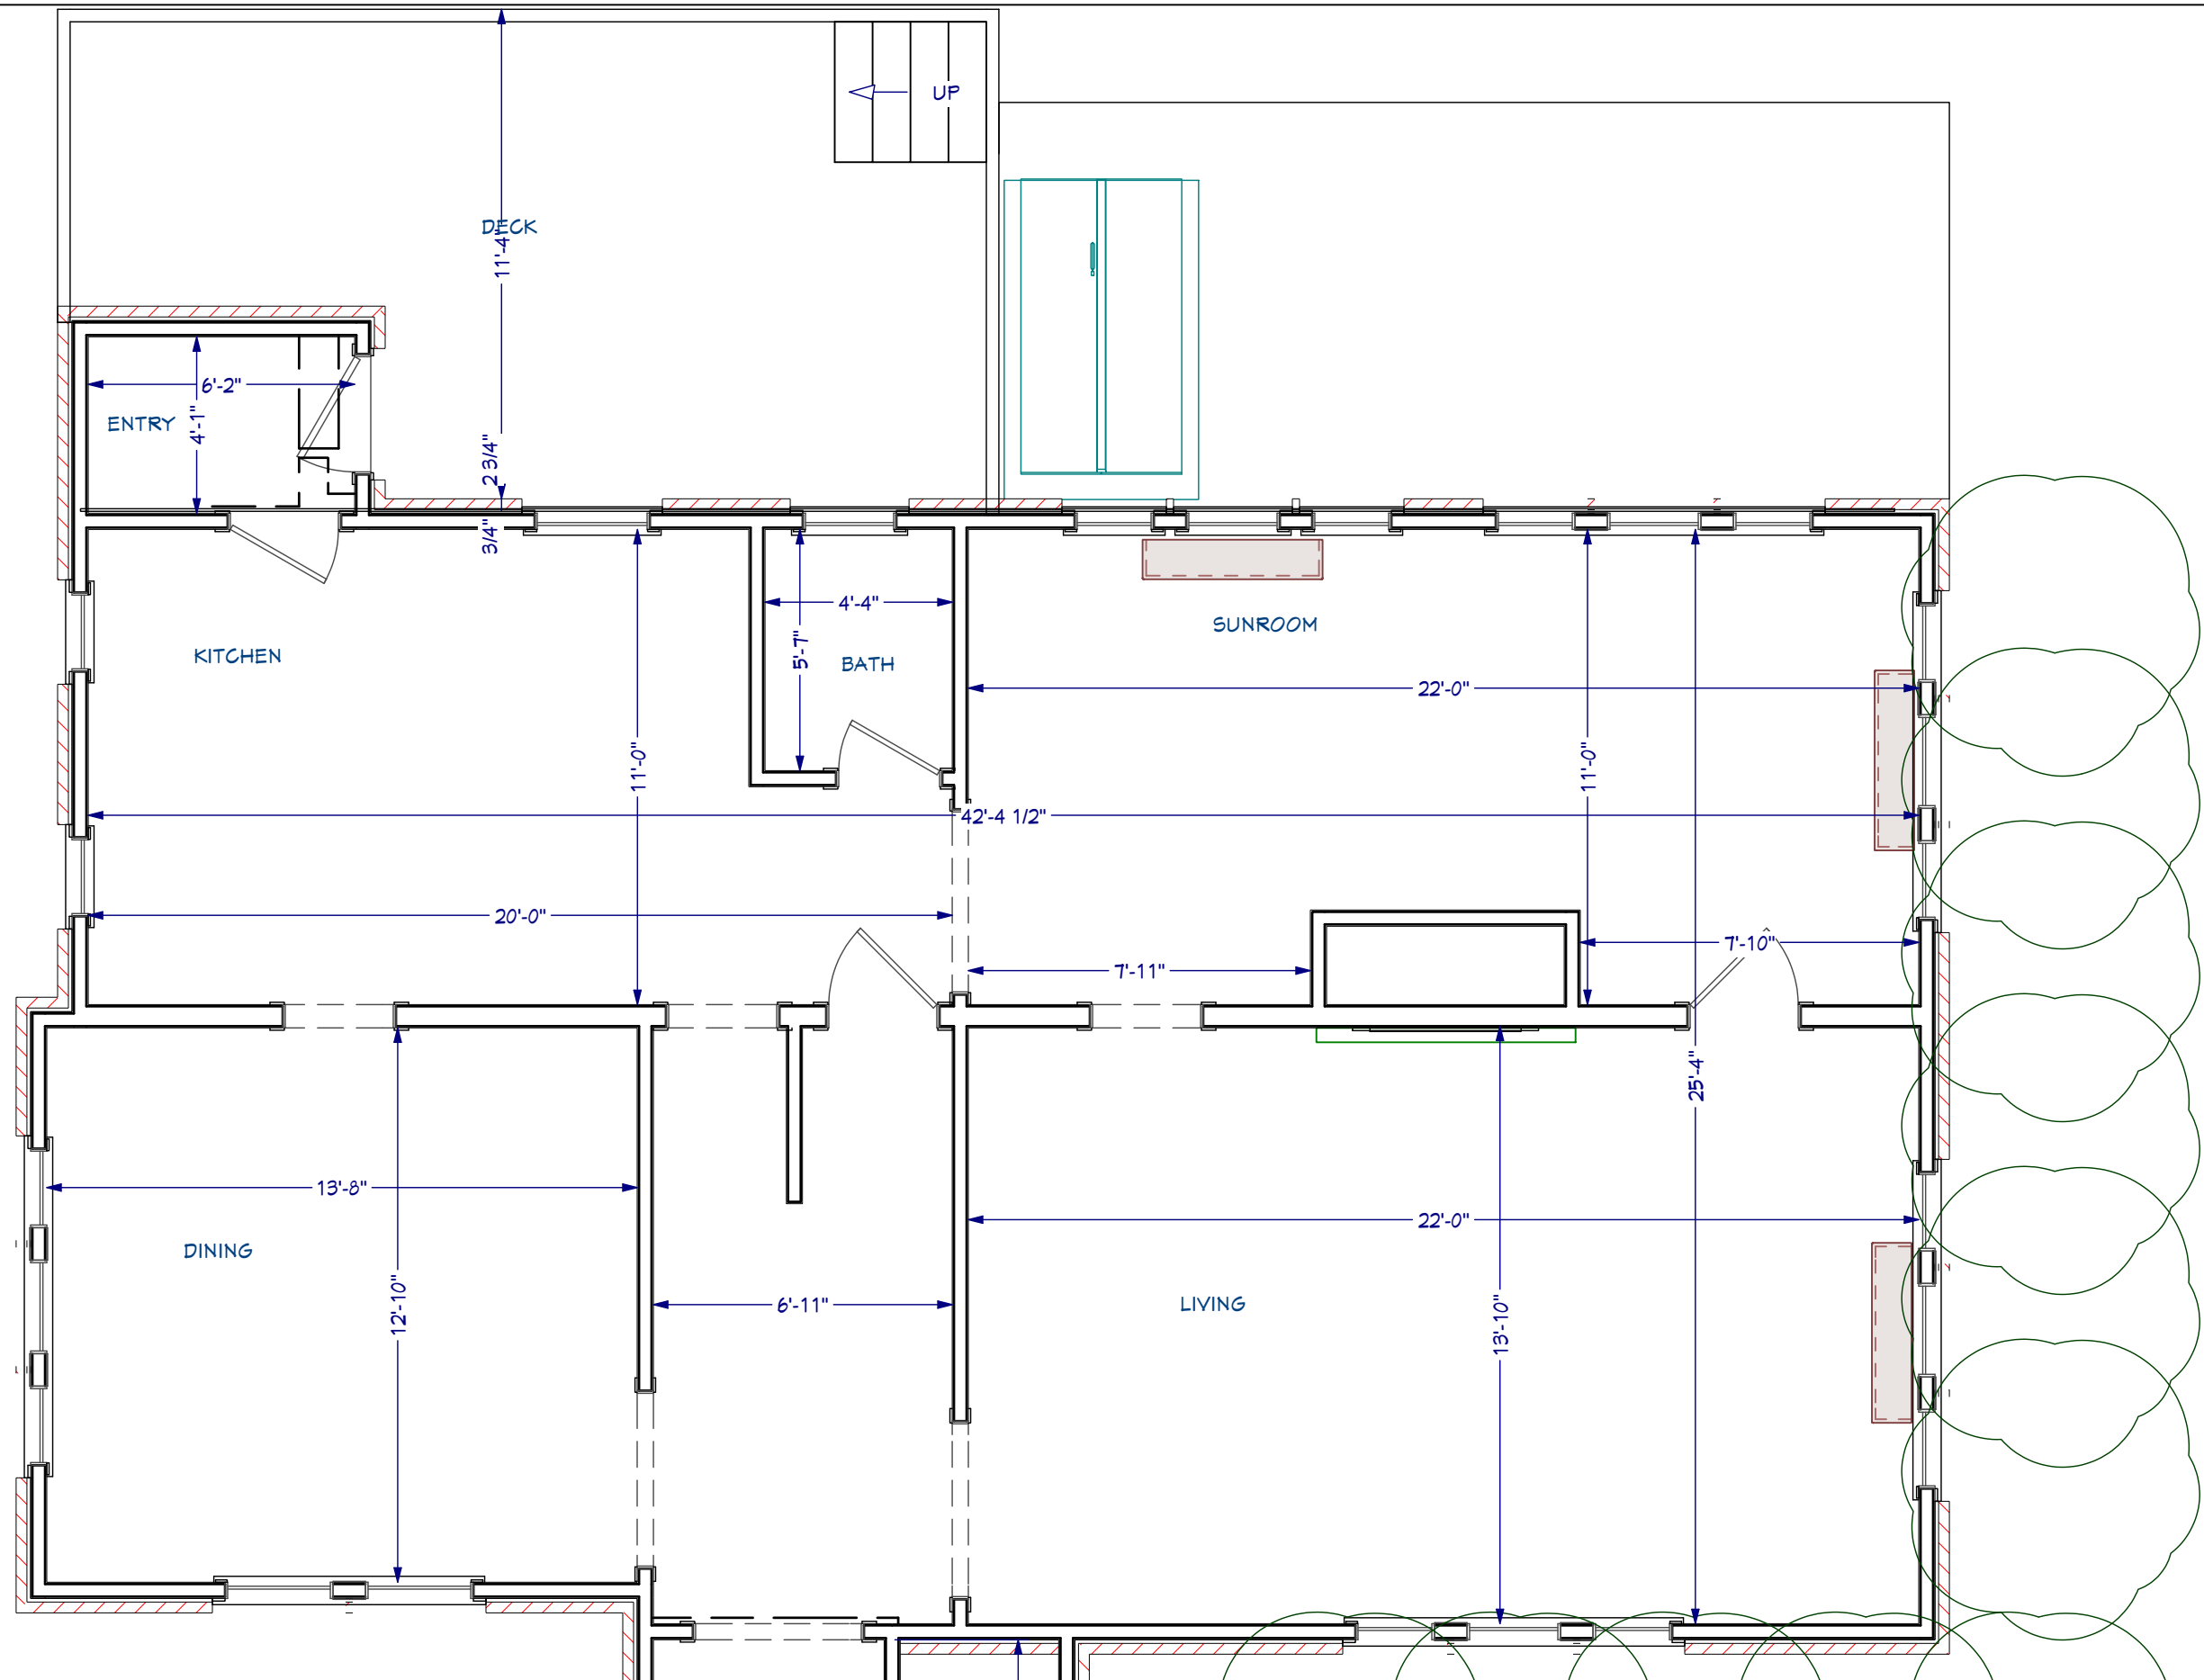 UP
DECK
11'-4"
6'-2"
ENTRY
4'-1"
2 3/4"
3/4"
4'-4"
5'-7"
BATH
SUNROOM
KITCHEN
22'-0"
11'-0"
11'-0"
42'-4 1/2"
20'-0"
7'-11"
7'-10"
25'-4"
13'-8"
22'-0"
DINING
12'-10"
6'-11"
LIVING
13'-10"